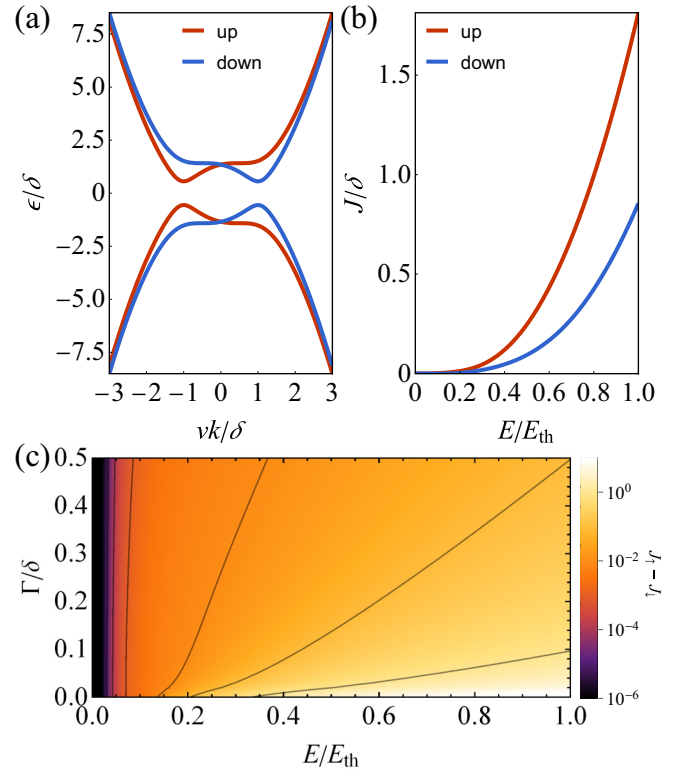 (a)
up
down
7.5
5.0
2.5
0
−2.5
−5.0
−7.5
ϵ/δ
−3 −2 −1 0 1 2 3
vk/δ
(b)
up
down
1.5
1.0
0.5
0
J/δ
0 0.2 0.4 0.6 0.8 1.0
E/Eth
(c)
0.5
0.4
0.3
0.2
0.1
0.0
Γ/δ
0.0 0.2 0.4 0.6 0.8 1.0
E/Eth
10^0
10^−2
10^−4
10^−6
J↑ − J↓